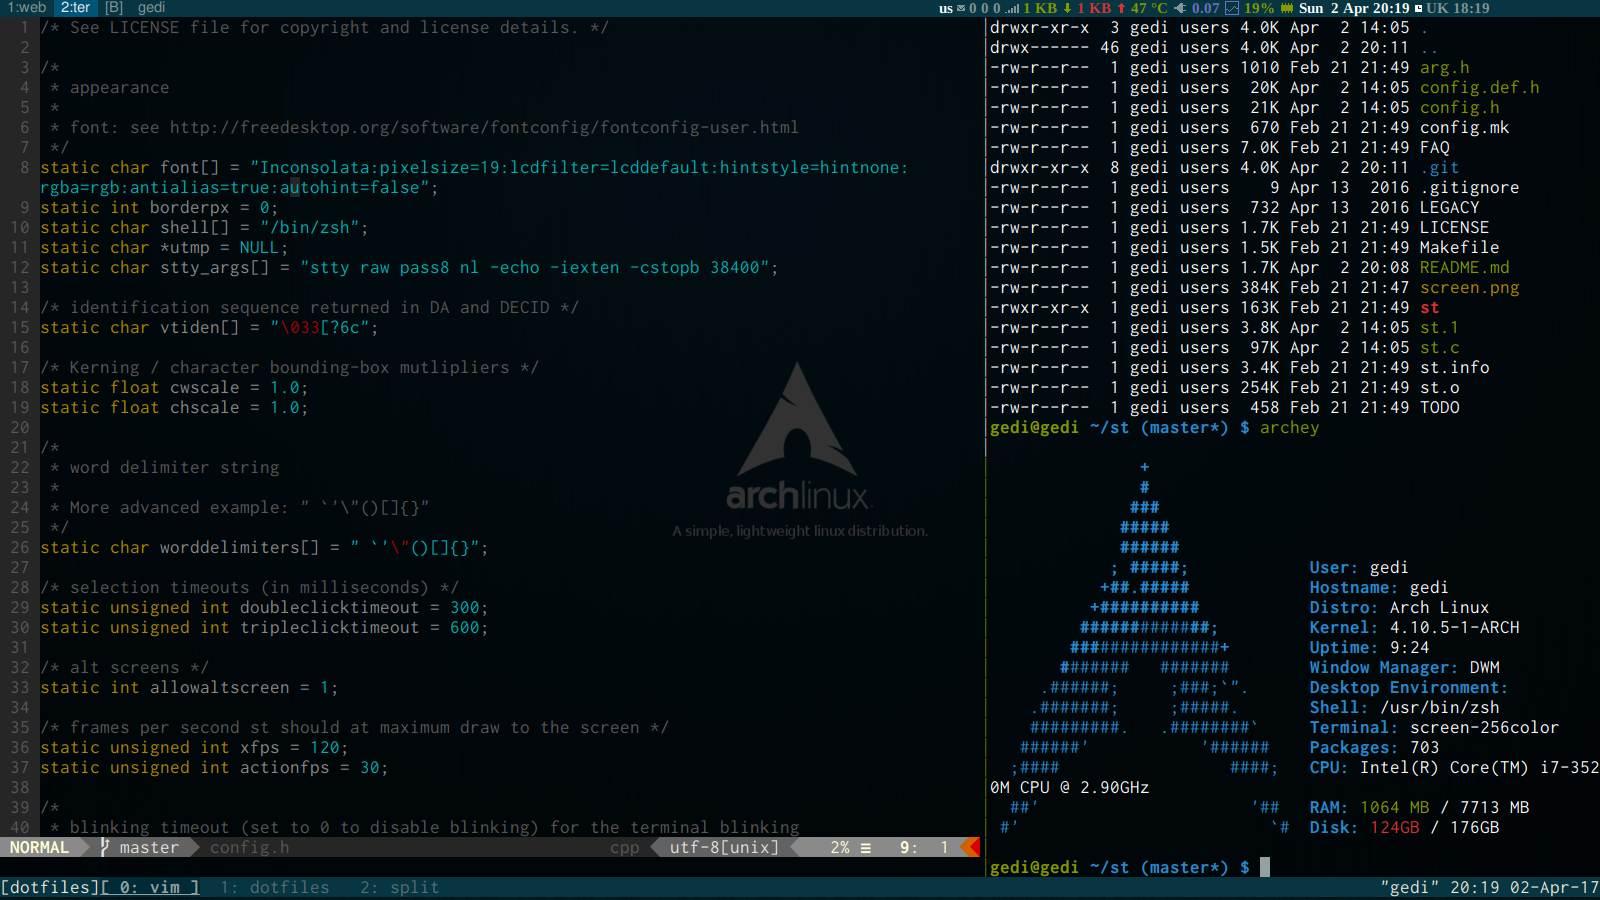 1:web 2:ter [B] gedi
us 0 0 0 1 KB 1 KB 47 °C 0.07 19% Sun 2 Apr 20:19 UK 18:19
1 /* See LICENSE file for copyright and license details. */
2
3 /*
4  * appearance
5  *
6  * font: see http://freedesktop.org/software/fontconfig/fontconfig-user.html
7  */
8 static char font[] = "Inconsolata:pixelsize=19:lcdfilter=lcddefault:hintstyle=hintnone:
rgba=rgb:antialias=true:autohint=false";
9 static int borderpx = 0;
10 static char shell[] = "/bin/zsh";
11 static char *utmp = NULL;
12 static char stty_args[] = "stty raw pass8 nl -echo -iexten -cstopb 38400";
13
14 /* identification sequence returned in DA and DECID */
15 static char vtiden[] = "\033[?6c";
16
17 /* Kerning / character bounding-box mutlipliers */
18 static float cwscale = 1.0;
19 static float chscale = 1.0;
20
21 /*
22  * word delimiter string
23  *
24  * More advanced example: " `'\"()[]{}"
25  */
26 static char worddelimiters[] = " `'\"()[]{}";
27
28 /* selection timeouts (in milliseconds) */
29 static unsigned int doubleclicktimeout = 300;
30 static unsigned int tripleclicktimeout = 600;
31
32 /* alt screens */
33 static int allowaltscreen = 1;
34
35 /* frames per second st should at maximum draw to the screen */
36 static unsigned int xfps = 120;
37 static unsigned int actionfps = 30;
38
39 /*
40  * blinking timeout (set to 0 to disable blinking) for the terminal blinking
NORMAL master config.h cpp utf-8[unix] 2% ≡ 9: 1
archlinux
A simple, lightweight linux distribution.
drwxr-xr-x  3 gedi users 4.0K Apr  2 14:05 .
drwx------ 46 gedi users 4.0K Apr  2 20:11 ..
-rw-r--r--  1 gedi users 1010 Feb 21 21:49 arg.h
-rw-r--r--  1 gedi users  20K Apr  2 14:05 config.def.h
-rw-r--r--  1 gedi users  21K Apr  2 14:05 config.h
-rw-r--r--  1 gedi users  670 Feb 21 21:49 config.mk
-rw-r--r--  1 gedi users 7.0K Feb 21 21:49 FAQ
drwxr-xr-x  8 gedi users 4.0K Apr  2 20:11 .git
-rw-r--r--  1 gedi users    9 Apr 13  2016 .gitignore
-rw-r--r--  1 gedi users  732 Apr 13  2016 LEGACY
-rw-r--r--  1 gedi users 1.7K Feb 21 21:49 LICENSE
-rw-r--r--  1 gedi users 1.5K Feb 21 21:49 Makefile
-rw-r--r--  1 gedi users 1.7K Apr  2 20:08 README.md
-rw-r--r--  1 gedi users 384K Feb 21 21:47 screen.png
-rwxr-xr-x  1 gedi users 163K Feb 21 21:49 st
-rw-r--r--  1 gedi users 3.8K Apr  2 14:05 st.1
-rw-r--r--  1 gedi users  97K Apr  2 14:05 st.c
-rw-r--r--  1 gedi users 3.4K Feb 21 21:49 st.info
-rw-r--r--  1 gedi users 254K Feb 21 21:49 st.o
-rw-r--r--  1 gedi users  458 Feb 21 21:49 TODO
gedi@gedi ~/st (master*) $ archey
+
#
###
#####
######
; #####; User: gedi
+##.##### Hostname: gedi
+########## Distro: Arch Linux
#############; Kernel: 4.10.5-1-ARCH
###############+ Uptime: 9:24
#######   ####### Window Manager: DWM
.######;     ;###;`". Desktop Environment:
.#######;     ;#####. Shell: /usr/bin/zsh
#########.   .########` Terminal: screen-256color
######'           '###### Packages: 703
;####                 ####; CPU: Intel(R) Core(TM) i7-352
0M CPU @ 2.90GHz
##'                     '## RAM: 1064 MB / 7713 MB
#'                         `# Disk: 124GB / 176GB
gedi@gedi ~/st (master*) $
[dotfiles][ 0: vim ] 1: dotfiles 2: split "gedi" 20:19 02-Apr-17